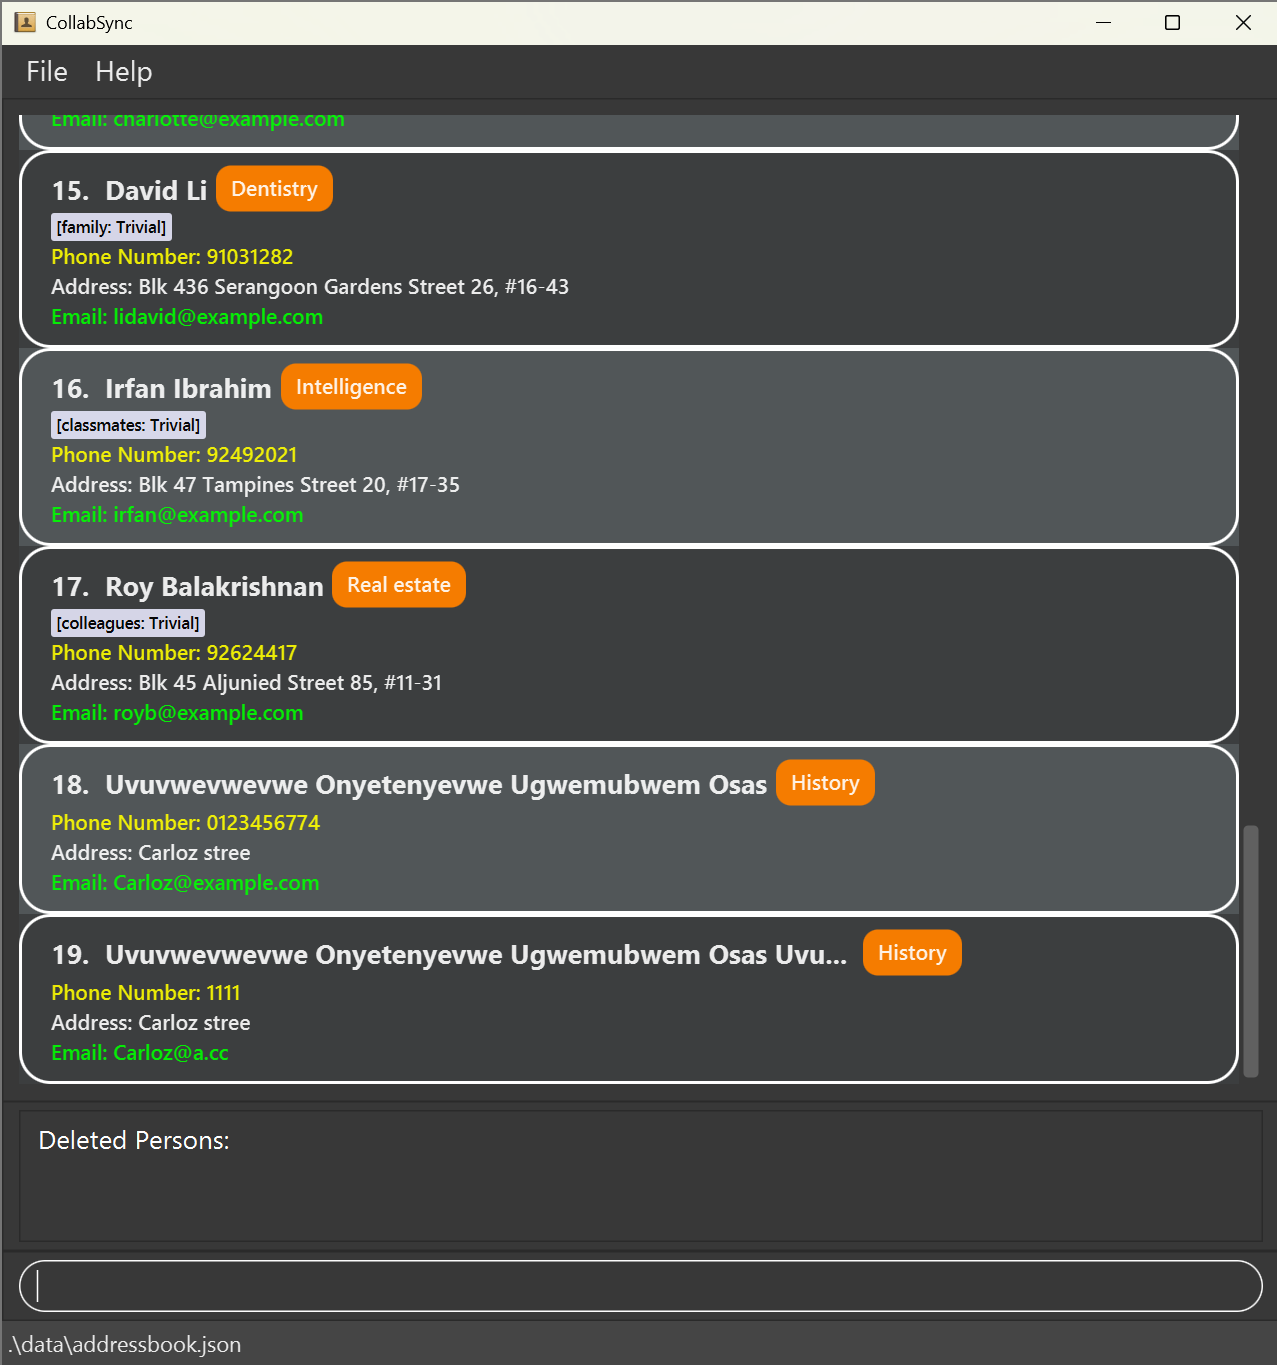 CollabSync
File Help
Email: charlotte@example.com
15. David Li Dentistry
[family: Trivial]
Phone Number: 91031282
Address: Blk 436 Serangoon Gardens Street 26, #16-43
Email: lidavid@example.com
16. Irfan Ibrahim Intelligence
[classmates: Trivial]
Phone Number: 92492021
Address: Blk 47 Tampines Street 20, #17-35
Email: irfan@example.com
17. Roy Balakrishnan Real estate
[colleagues: Trivial]
Phone Number: 92624417
Address: Blk 45 Aljunied Street 85, #11-31
Email: royb@example.com
18. Uvuvwevwevwe Onyetenyevwe Ugwemubwem Osas History
Phone Number: 0123456774
Address: Carloz stree
Email: Carloz@example.com
19. Uvuvwevwevwe Onyetenyevwe Ugwemubwem Osas Uvu... History
Phone Number: 1111
Address: Carloz stree
Email: Carloz@a.cc
Deleted Persons:
.\data\addressbook.json